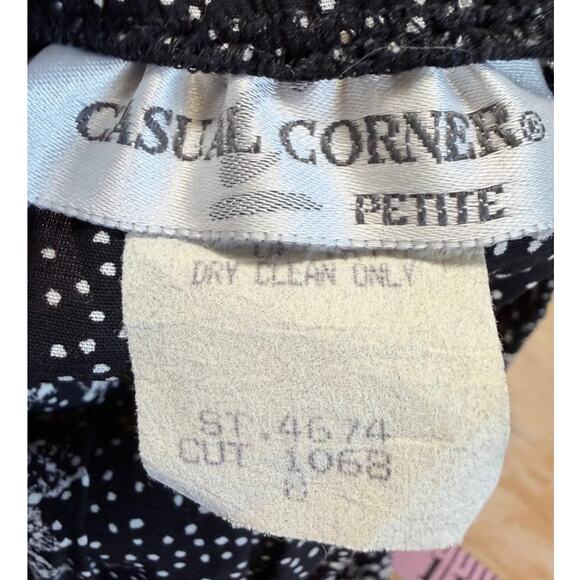 CASUAL CORNER®
PETITE
DRY CLEAN ONLY
ST.4674
CUT 1068